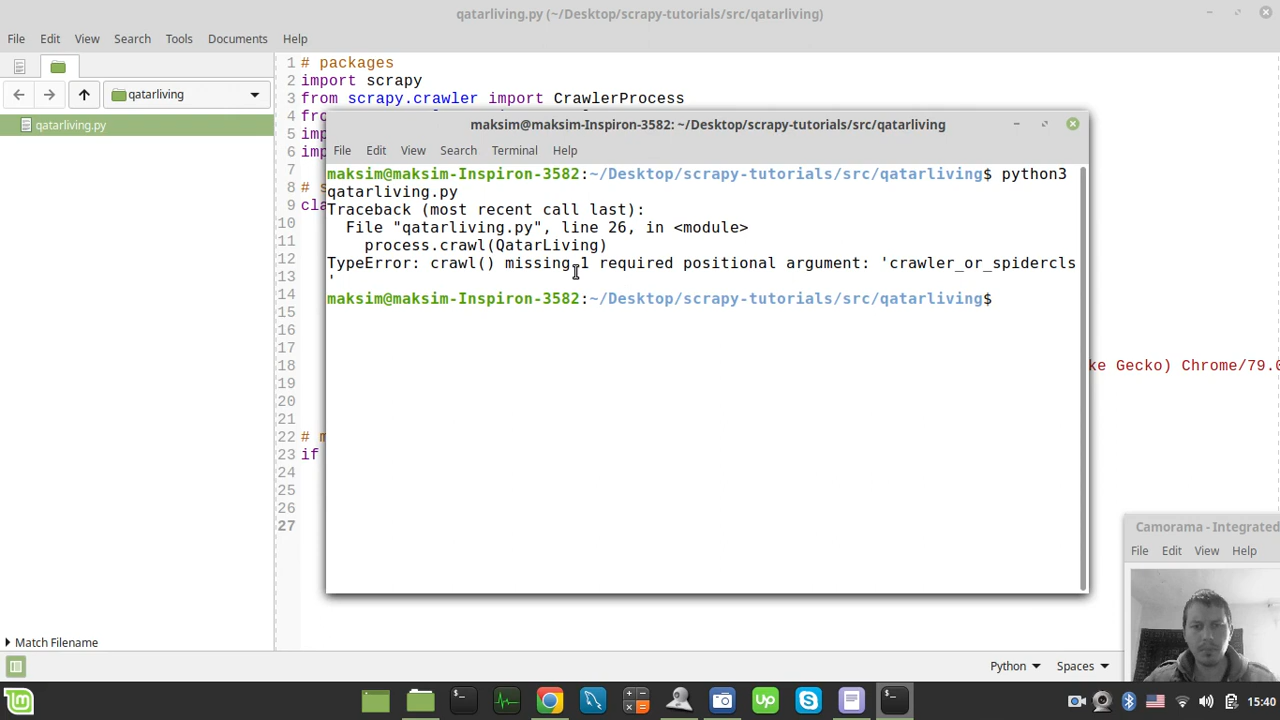 qatarliving.py (~/Desktop/scrapy-tutorials/src/qatarliving)
File Edit View Search Tools Documents Help
qatarliving
qatarliving.py
1 # packages
2 import scrapy
3 from scrapy.crawler import CrawlerProcess
4
5
6
7
8 # s
9 cla
10
11
12
13
14
15
16
17
18 ke Gecko) Chrome/79.0
19
20
21
22 # m
23 if
24
25
26
27
maksim@maksim-Inspiron-3582: ~/Desktop/scrapy-tutorials/src/qatarliving
File Edit View Search Terminal Help
maksim@maksim-Inspiron-3582:~/Desktop/scrapy-tutorials/src/qatarliving$ python3
qatarliving.py
Traceback (most recent call last):
File "qatarliving.py", line 26, in <module>
process.crawl(QatarLiving)
TypeError: crawl() missing 1 required positional argument: 'crawler_or_spidercls
'
maksim@maksim-Inspiron-3582:~/Desktop/scrapy-tutorials/src/qatarliving$
Camorama - Integrated
File Edit View Help
Match Filename
Python Spaces
15:40